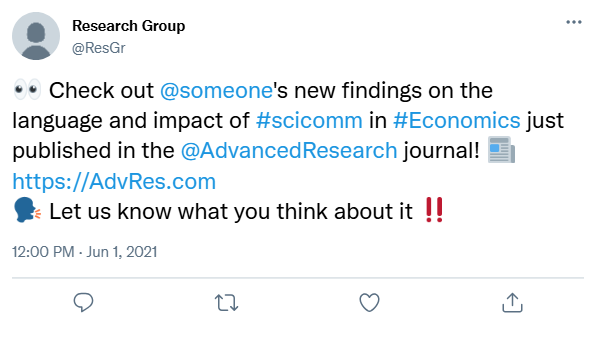 Research Group
@ResGr
👀 Check out @someone's new findings on the
language and impact of #scicomm in #Economics just
published in the @AdvancedResearch journal! 📰
https://AdvRes.com
🗣️ Let us know what you think about it ‼️
12:00 PM · Jun 1, 2021